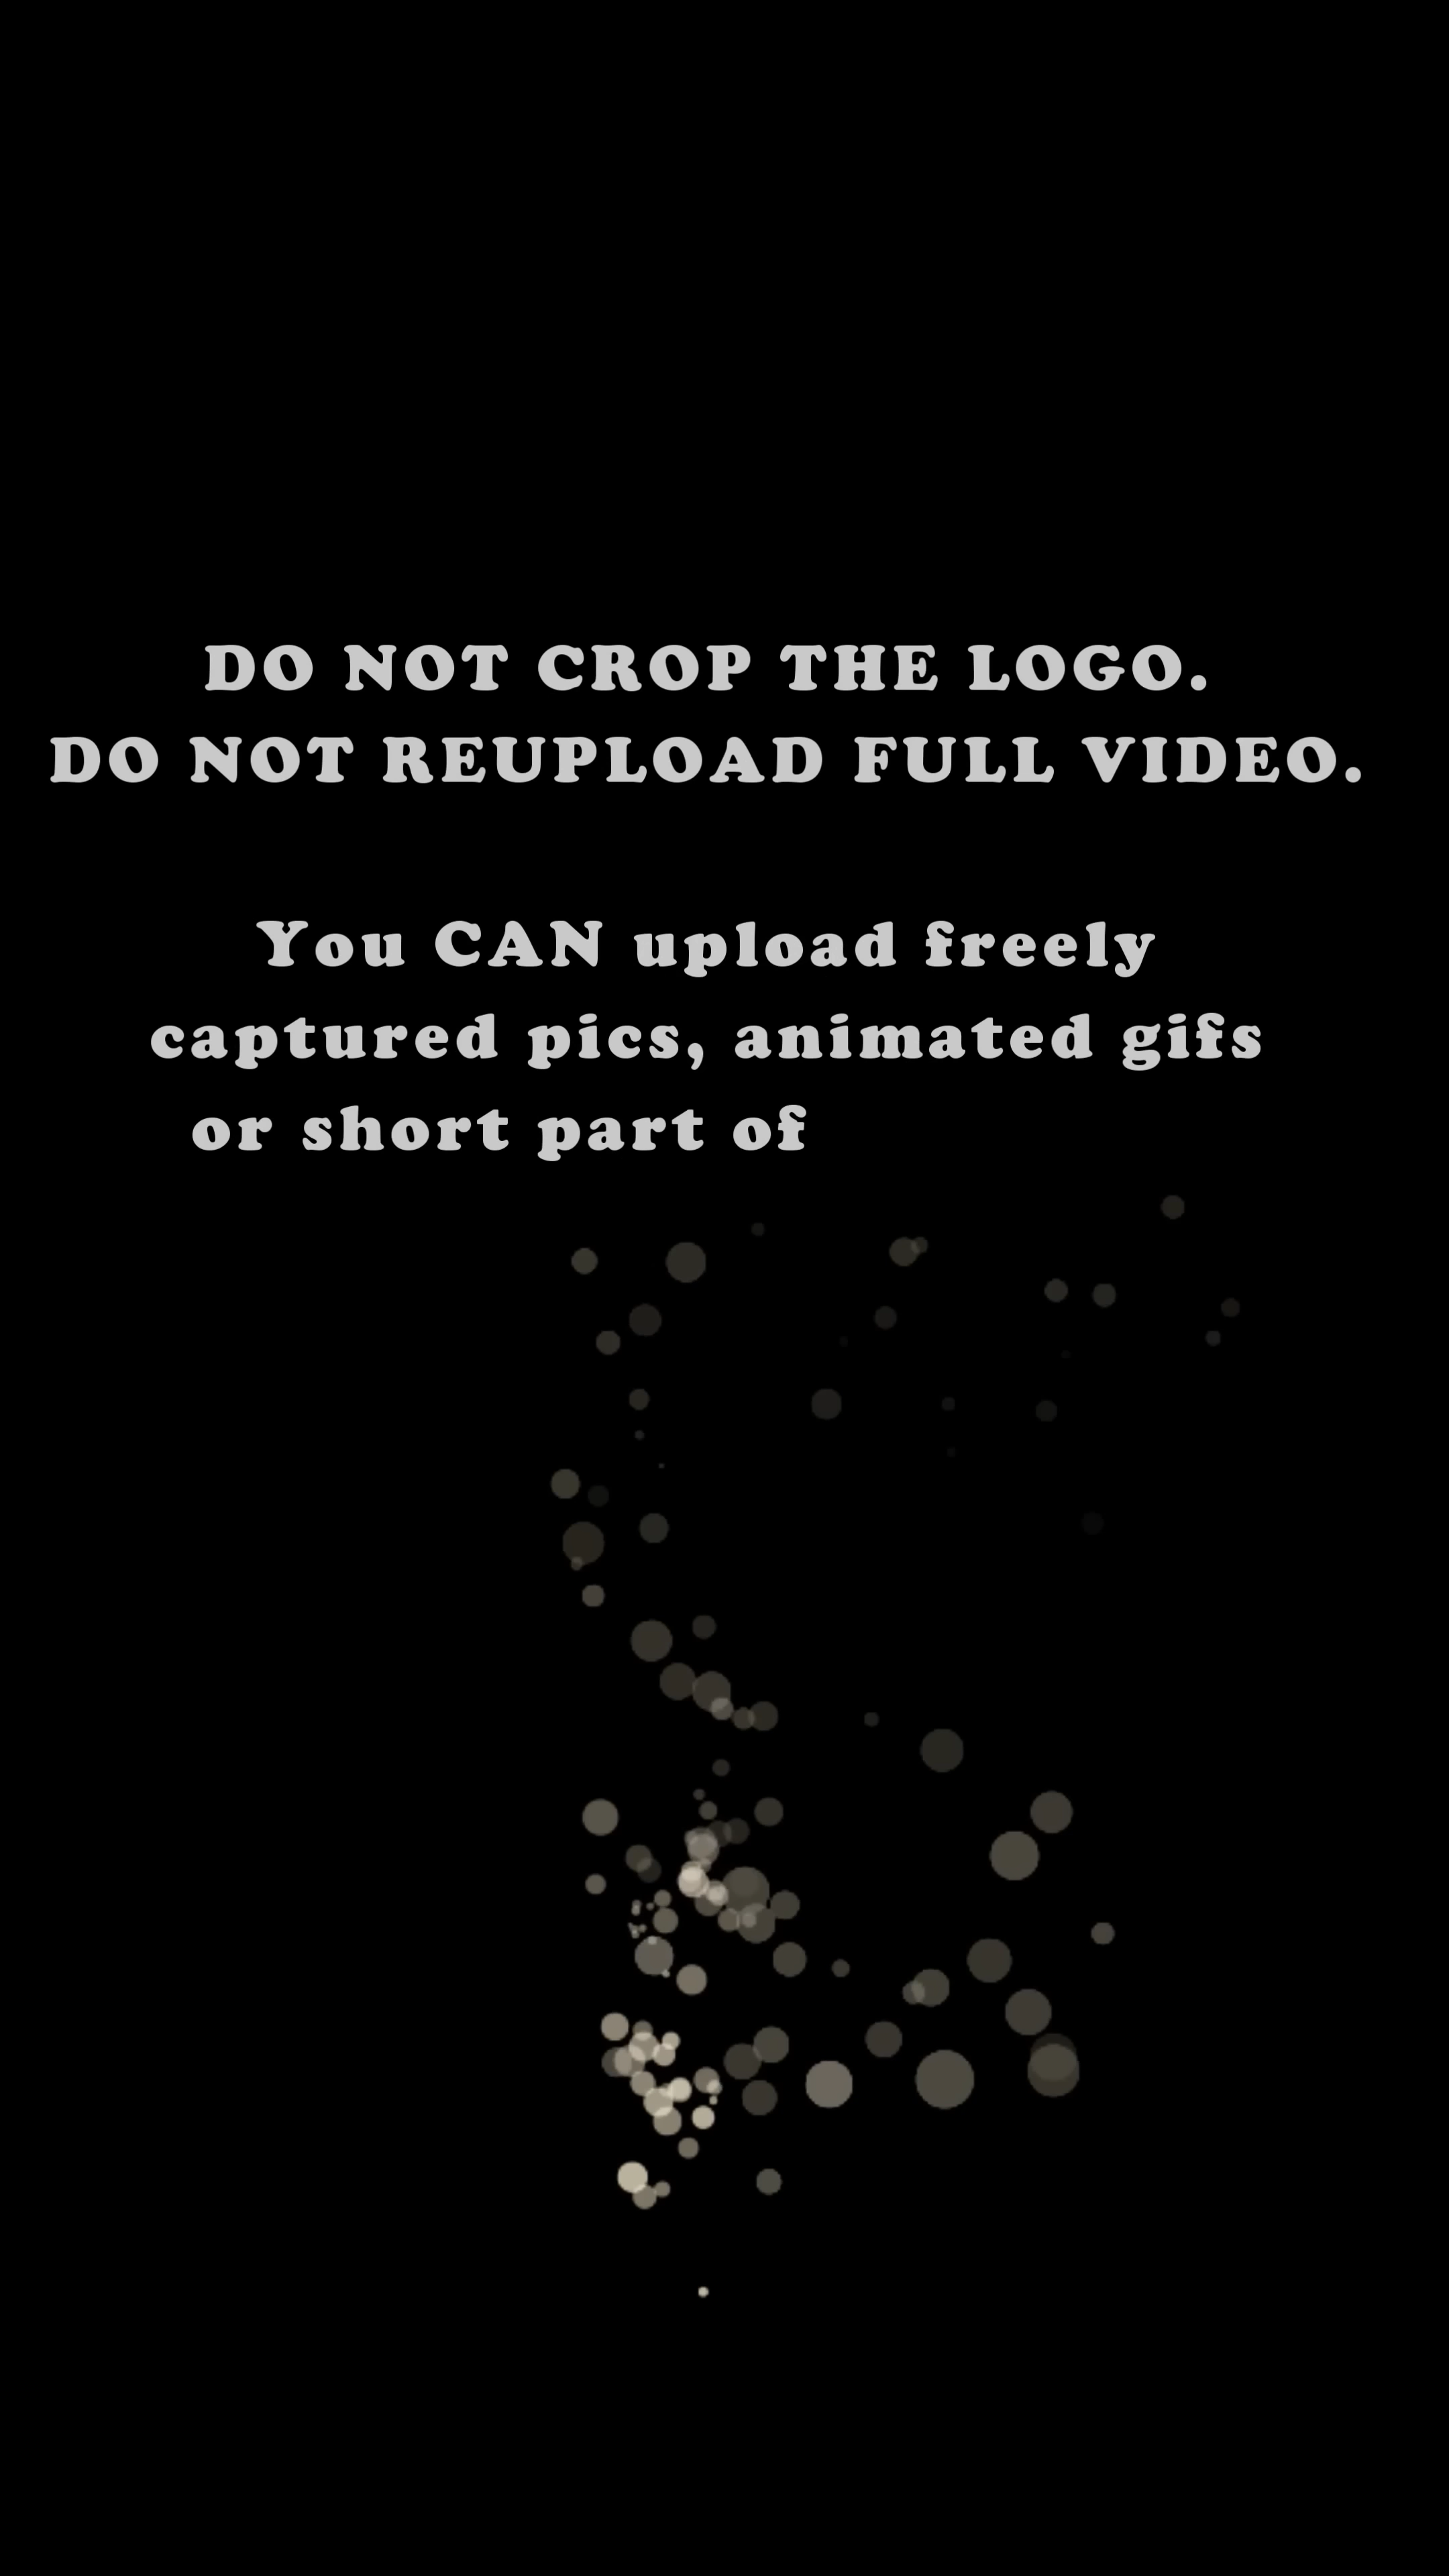 DO NOT CROP THE LOGO.
DO NOT REUPLOAD FULL VIDEO.
You CAN upload freely
captured pics, animated gifs
or short part of